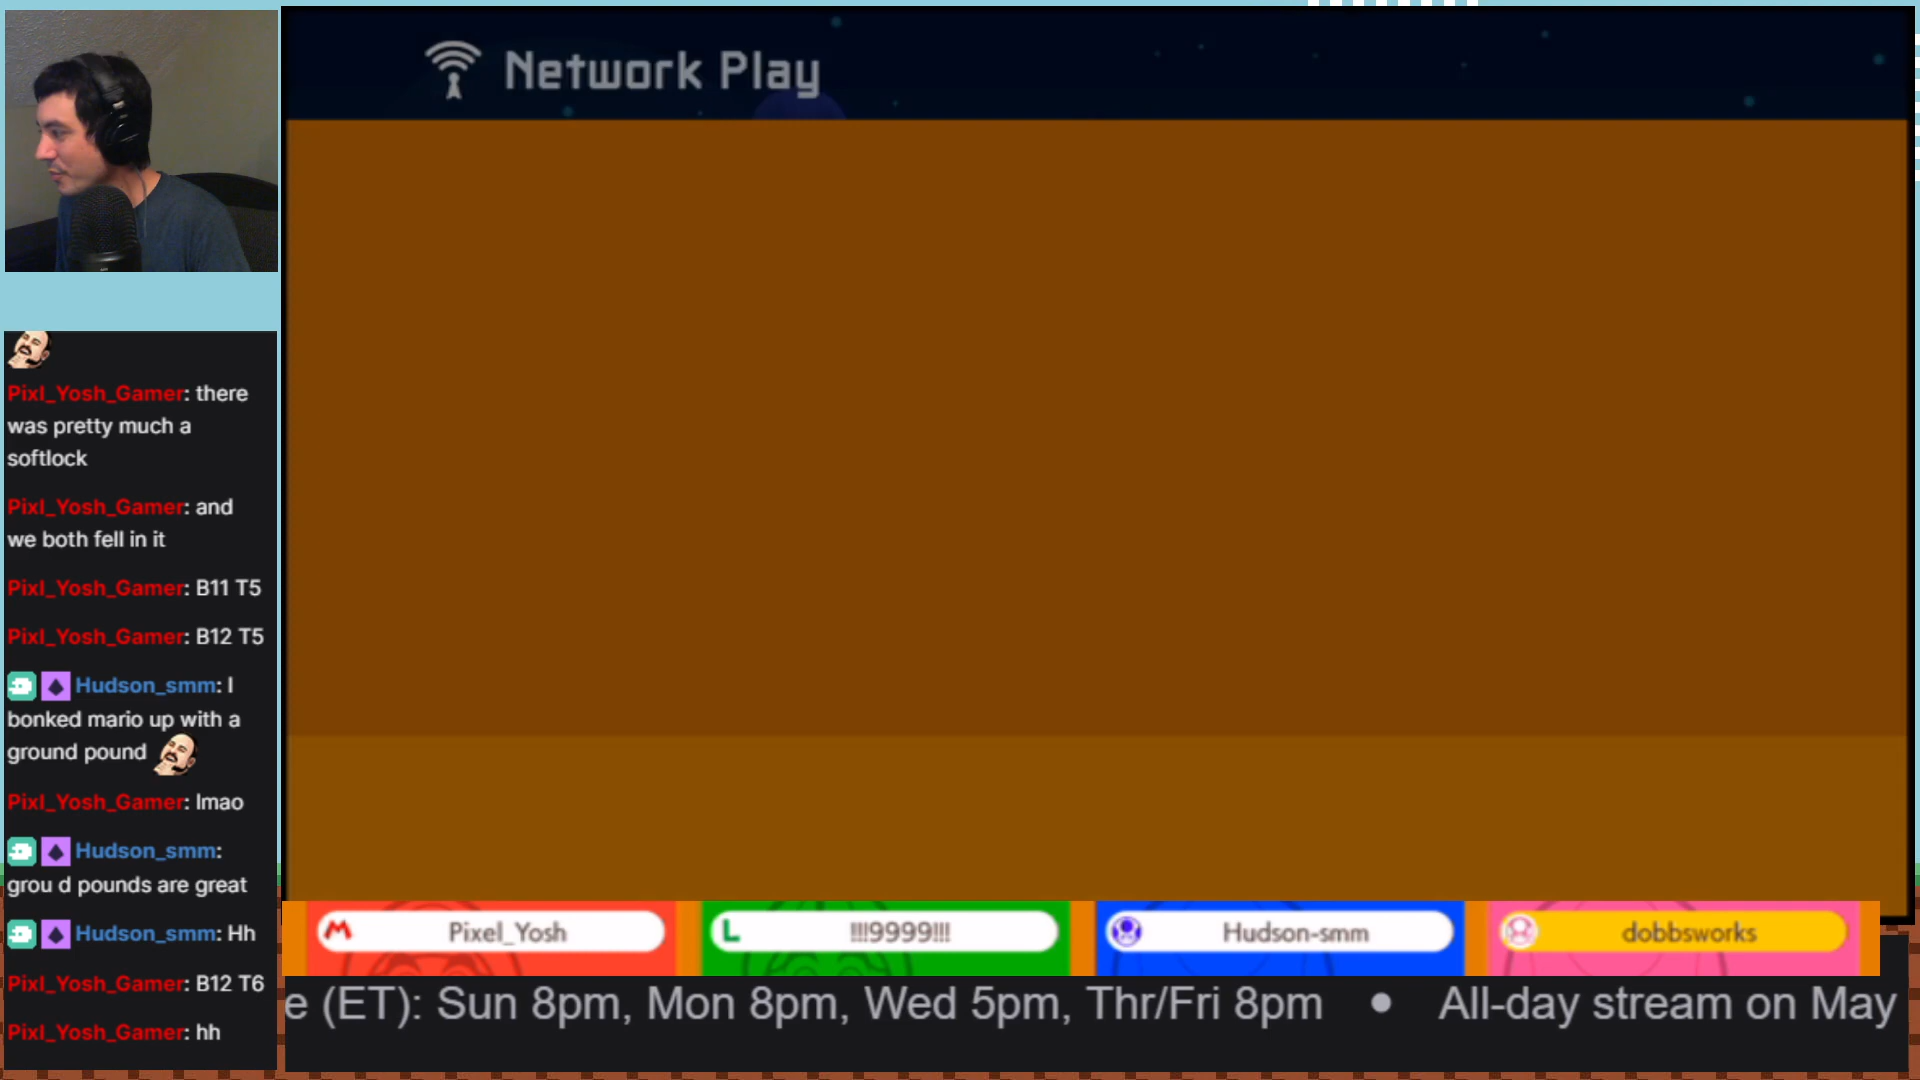 Network Play
Pixl_Yosh_Gamer: there
was pretty much a
softlock
Pixl_Yosh_Gamer: and
we both fell in it
Pixl_Yosh_Gamer: B11 T5
Pixl_Yosh_Gamer: B12 T5
Hudson_smm: I
bonked mario up with a
ground pound
Pixl_Yosh_Gamer: lmao
Hudson_smm:
grou d pounds are great
Hudson_smm: Hh
Pixl_Yosh_Gamer: B12 T6
Pixl_Yosh_Gamer: hh
M Pixel_Yosh
L !!!9999!!!
Hudson-smm
dobbsworks
e (ET): Sun 8pm, Mon 8pm, Wed 5pm, Thr/Fri 8pm • All-day stream on May